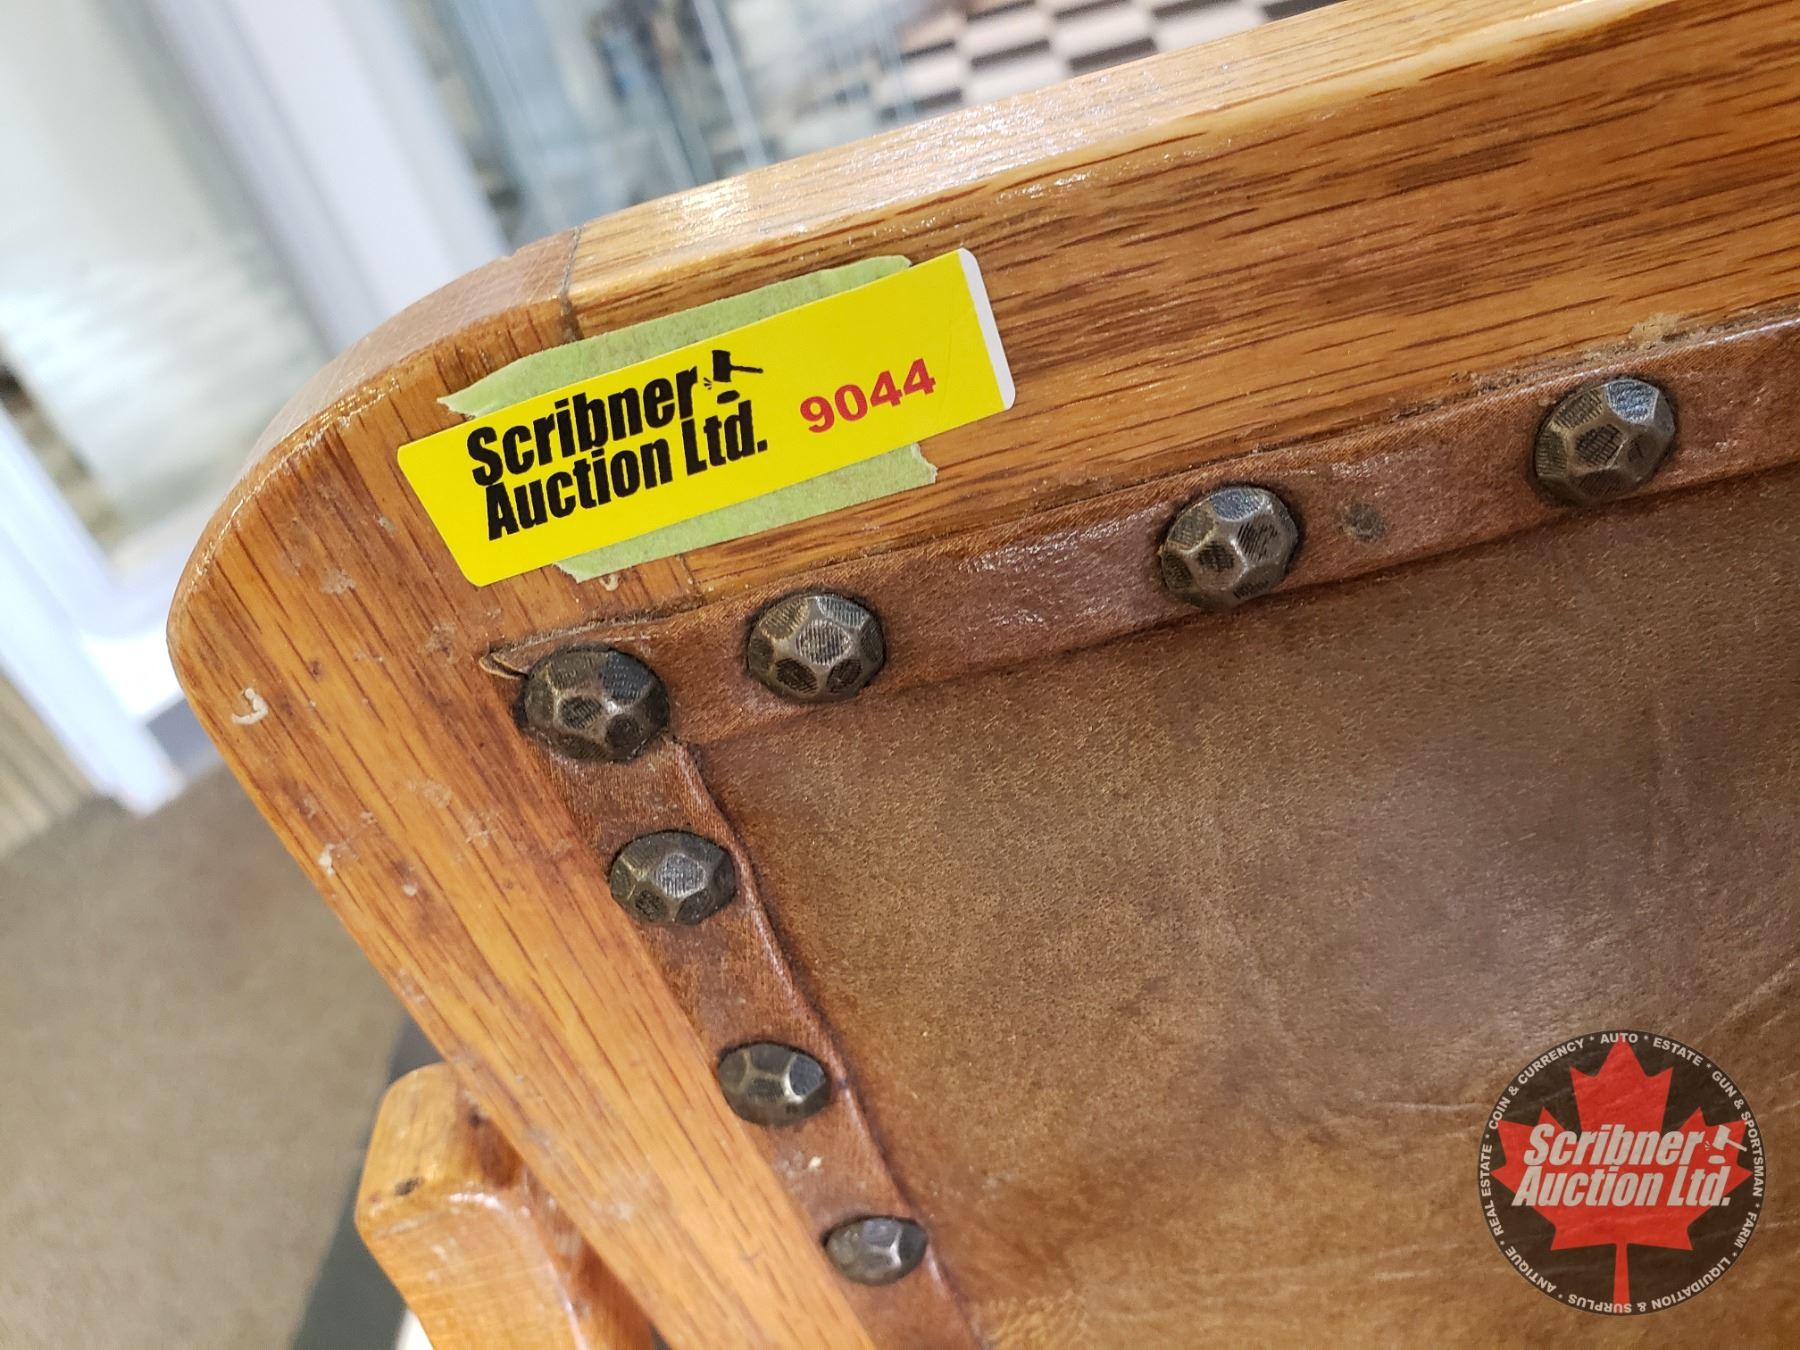 Scribner
Auction Ltd.
9044
COIN & CURRENCY * AUTO * ESTATE * GUN & SPORTSMAN * FARM * LIQUIDATION & SURPLUS * ANTIQUE * REAL ESTATE *
Scribner
Auction Ltd.